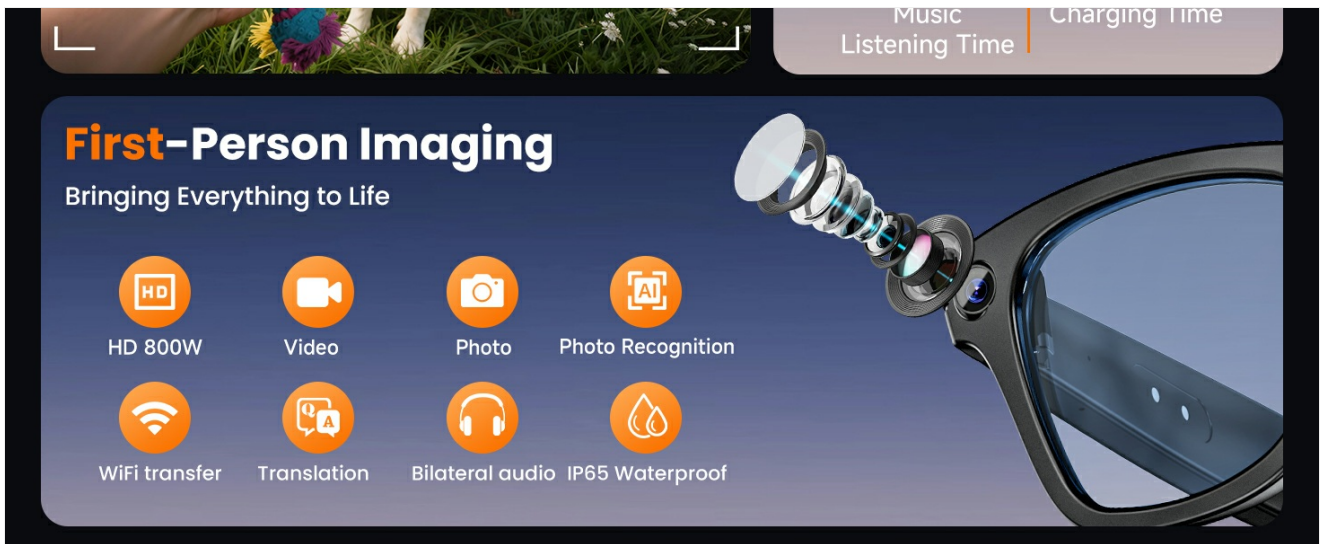 Music
Listening Time
Charging Time
First-Person Imaging
Bringing Everything to Life
HD
HD 800W
Video
Photo
AI
Photo Recognition
WiFi transfer
Q
A
Translation
Bilateral audio
IP65 Waterproof